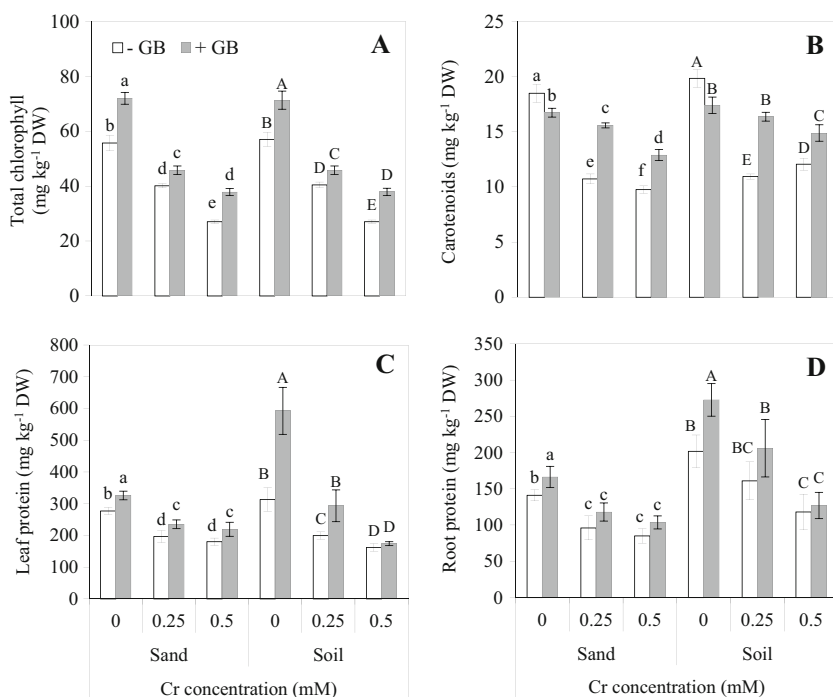 A
- GB + GB
Total chlorophyll
(mg kg-1 DW)
100
80
60
40
20
0
b a d c e d B A D C E D
B
Carotenoids (mg kg-1 DW)
25
20
15
10
5
0
a b e c f d A B E B D C
C
Leaf protein (mg kg-1 DW)
800
700
600
500
400
300
200
100
0
b a d c d c B A C B D D
0 0.25 0.5 0 0.25 0.5
Sand Soil
Cr concentration (mM)
D
Root protein (mg kg-1 DW)
350
300
250
200
150
100
50
0
b a c c c c B A BC B C C
0 0.25 0.5 0 0.25 0.5
Sand Soil
Cr concentration (mM)